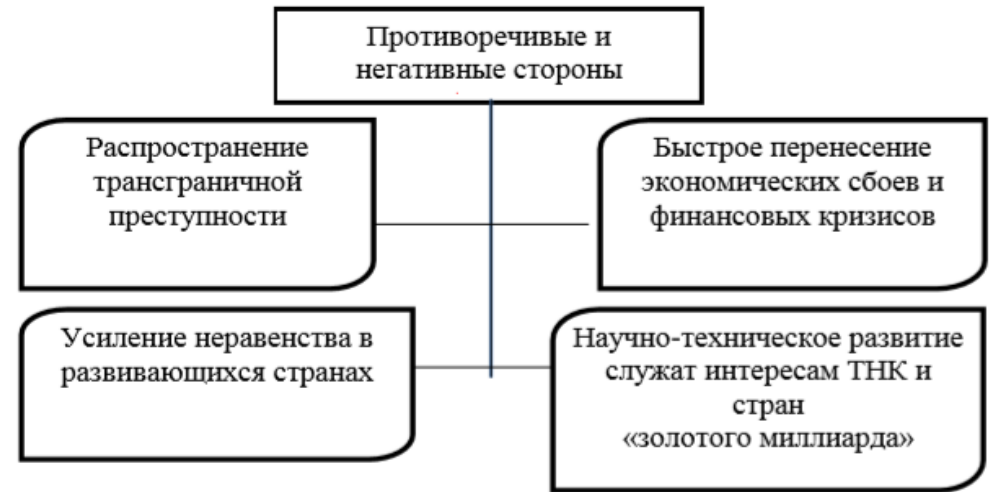 Противоречивые и
негативные стороны
Распространение
трансграничной
преступности
Быстрое перенесение
экономических сбоев и
финансовых кризисов
Усиление неравенства в
развивающихся странах
Научно-техническое развитие
служат интересам ТНК и
стран
«золотого миллиарда»